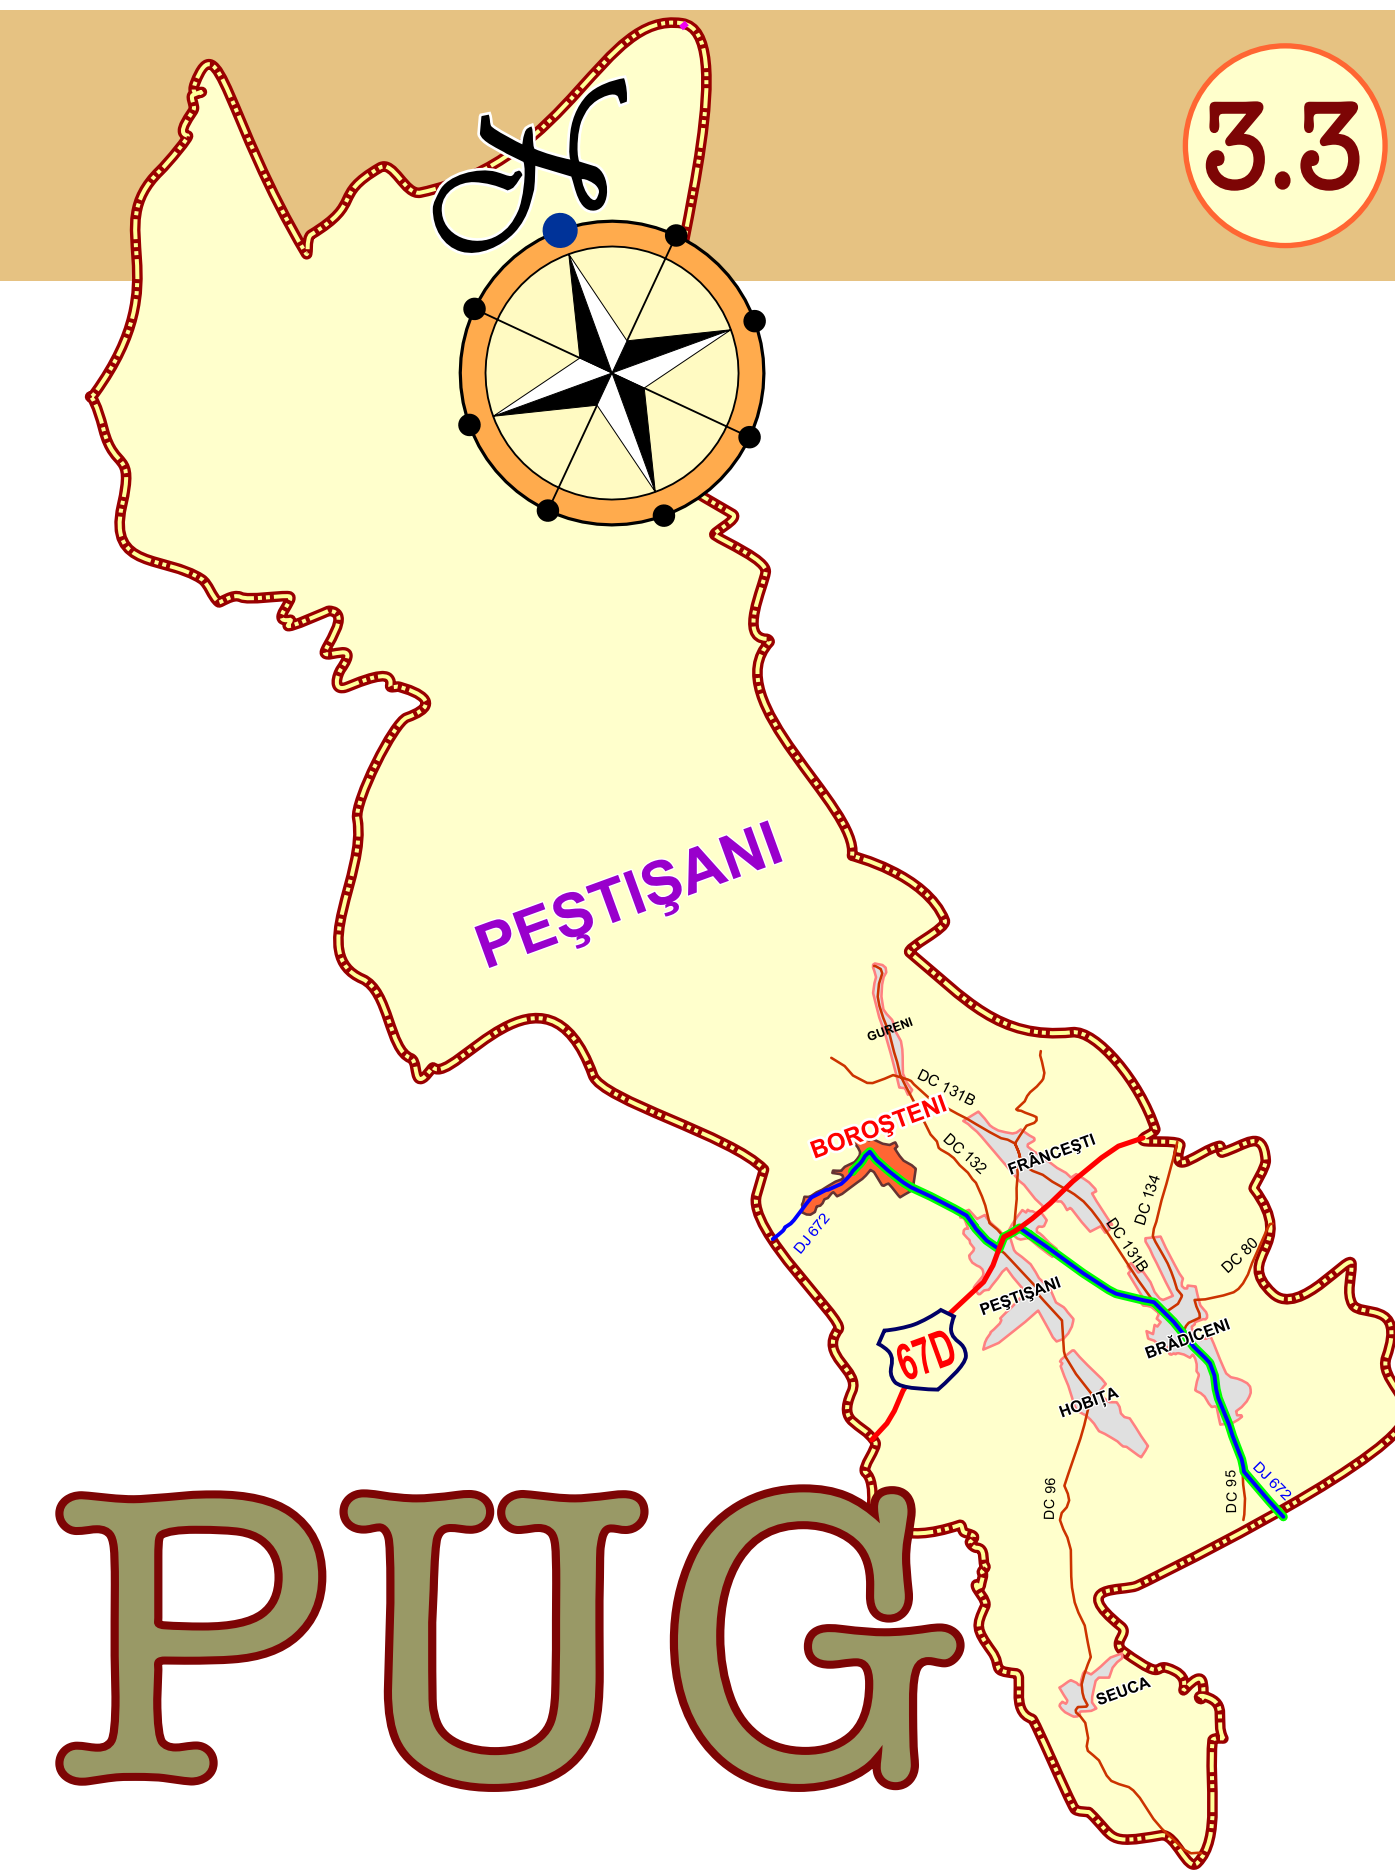 N
3.3
PEŞTIŞANI
GURENI
DC 131B
BOROŞTENI
DC 132
FRÂNCEŞTI
DC 134
DJ 672
DC 131B
DC 80
PEŞTIŞANI
67D
BRĂDICENI
HOBIȚA
DC 96
DC 95
DJ 672
PUG
SEUCA